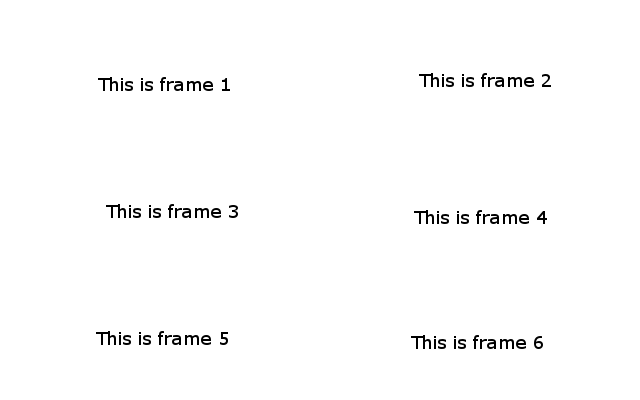 This is frame 1
This is frame 2
This is frame 3
This is frame 4
This is frame 5
This is frame 6